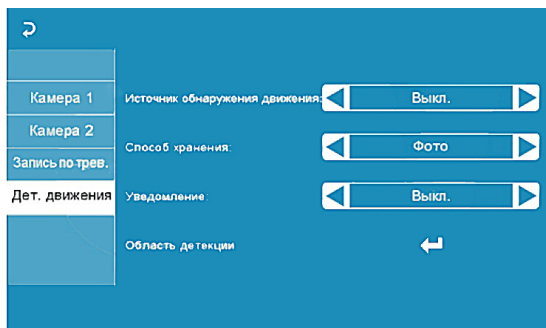 Камера 1
Камера 2
Запись по трев.
Дет. движения
Источник обнаружения движения: Выкл.
Способ хранения: Фото
Уведомление: Выкл.
Область детекции